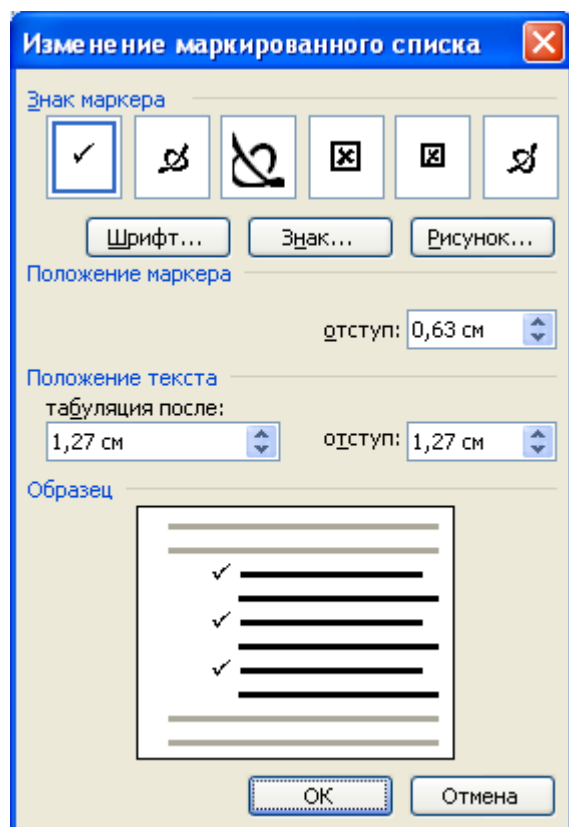 Изменение маркированного списка
Знак маркера
Шрифт... Знак... Рисунок...
Положение маркера
отступ: 0,63 см
Положение текста
табуляция после:
1,27 см отступ: 1,27 см
Образец
ОК Отмена